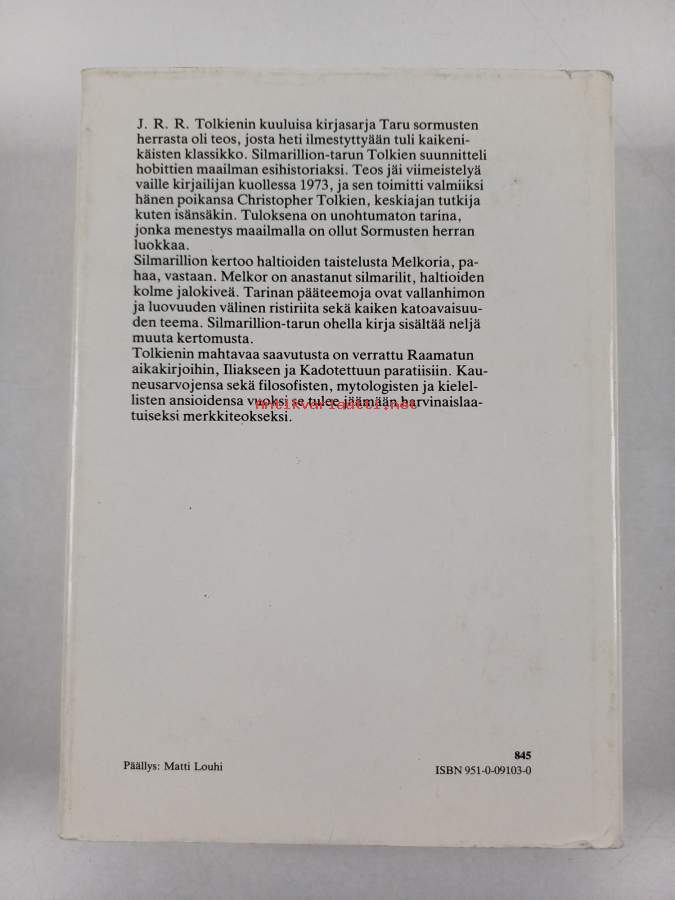 J. R. R. Tolkienin kuuluisa kirjasarja Taru sormusten
herrasta oli teos, josta heti ilmestyttyään tuli kaikeni-
käisten klassikko. Silmarillion-tarun Tolkien suunnitteli
hobittien maailman esihistoriaksi. Teos jäi viimeistelyä
vaille kirjailijan kuollessa 1973, ja sen toimitti valmiiksi
hänen poikansa Christopher Tolkien, keskiajan tutkija
kuten isänsäkin. Tuloksena on unohtumaton tarina,
jonka menestys maailmalla on ollut Sormusten herran
luokkaa.
Silmarillion kertoo haltioiden taistelusta Melkoria, pa-
haa, vastaan. Melkor on anastanut silmarilit, haltioiden
kolme jalokiveä. Tarinan pääteemoja ovat vallanhimon
ja luovuuden välinen ristiriita sekä kaiken katoavaisuu-
den teema. Silmarillion-tarun ohella kirja sisältää neljä
muuta kertomusta.
Tolkienin mahtavaa saavutusta on verrattu Raamatun
aikakirjoihin, Iliakseen ja Kadotettuun paratiisiin. Kau-
neusarvojensa sekä filosofisten, mytologisten ja kielel-
listen ansioidensa vuoksi se tulee jäämään harvinaislaa-
Antikvariaatti.net
tuiseksi merkkiteokseksi.
845
Päällys: Matti Louhi
ISBN 951-0-09103-0